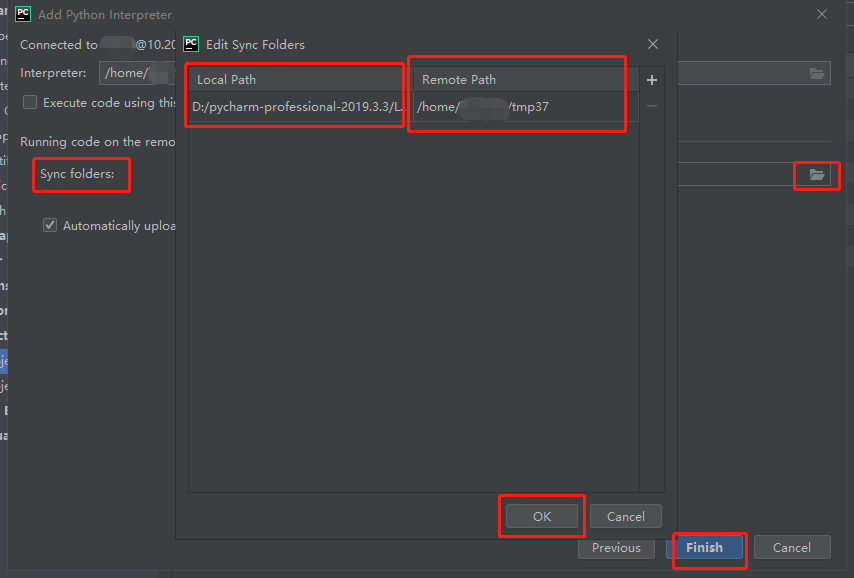 PC Add Python Interpreter
Connected to @10.20
PC Edit Sync Folders
Interpreter: /home/
Local Path Remote Path
D:/pycharm-professional-2019.3.3/L... /home/ /tmp37
Execute code using this
Running code on the remo
Sync folders:
Automatically uploa
OK Cancel
Previous Finish Cancel